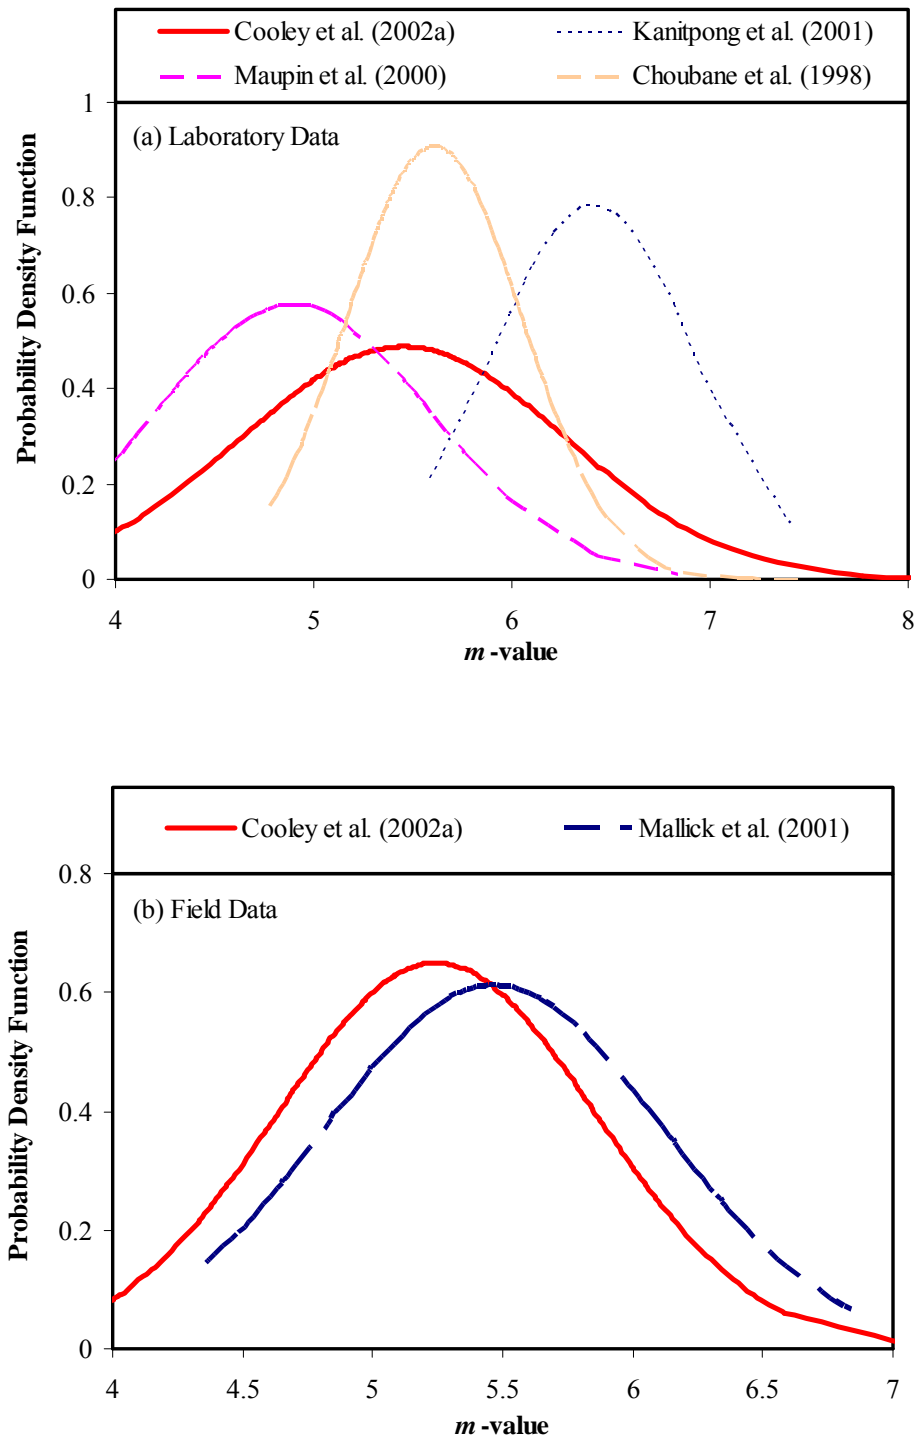 Cooley et al. (2002a) Kanitpong et al. (2001)
Maupin et al. (2000) Choubane et al. (1998)
1
(a) Laboratory Data
0.8
0.6
0.4
0.2
0
Probability Density Function
4 5 6 7 8
m -value
Cooley et al. (2002a) Mallick et al. (2001)
0.8
(b) Field Data
0.6
0.4
0.2
0
Probability Density Function
4 4.5 5 5.5 6 6.5 7
m -value